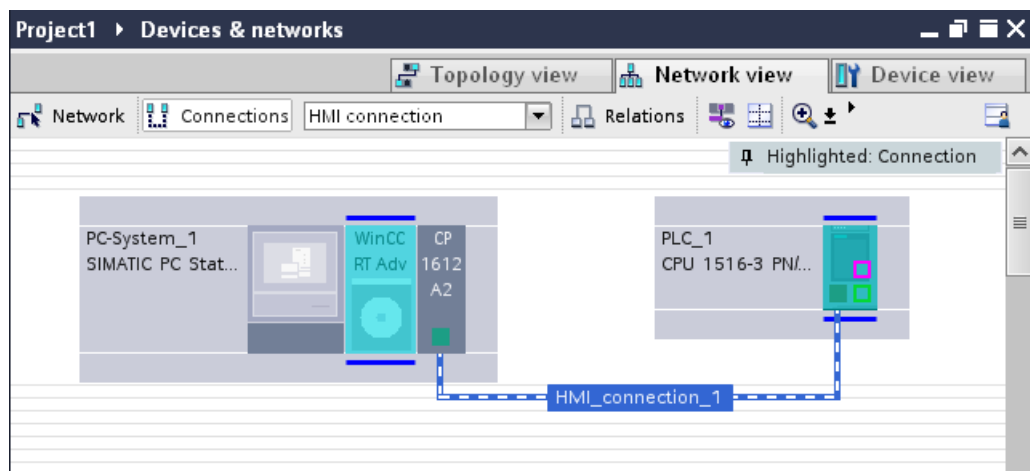 Project1 ▸ Devices & networks
Topology view Network view Device view
Network Connections HMI connection Relations
Highlighted: Connection
PC-System_1
SIMATIC PC Stat...
WinCC
RT Adv
CP
1612
A2
PLC_1
CPU 1516-3 PN/...
HMI_connection_1